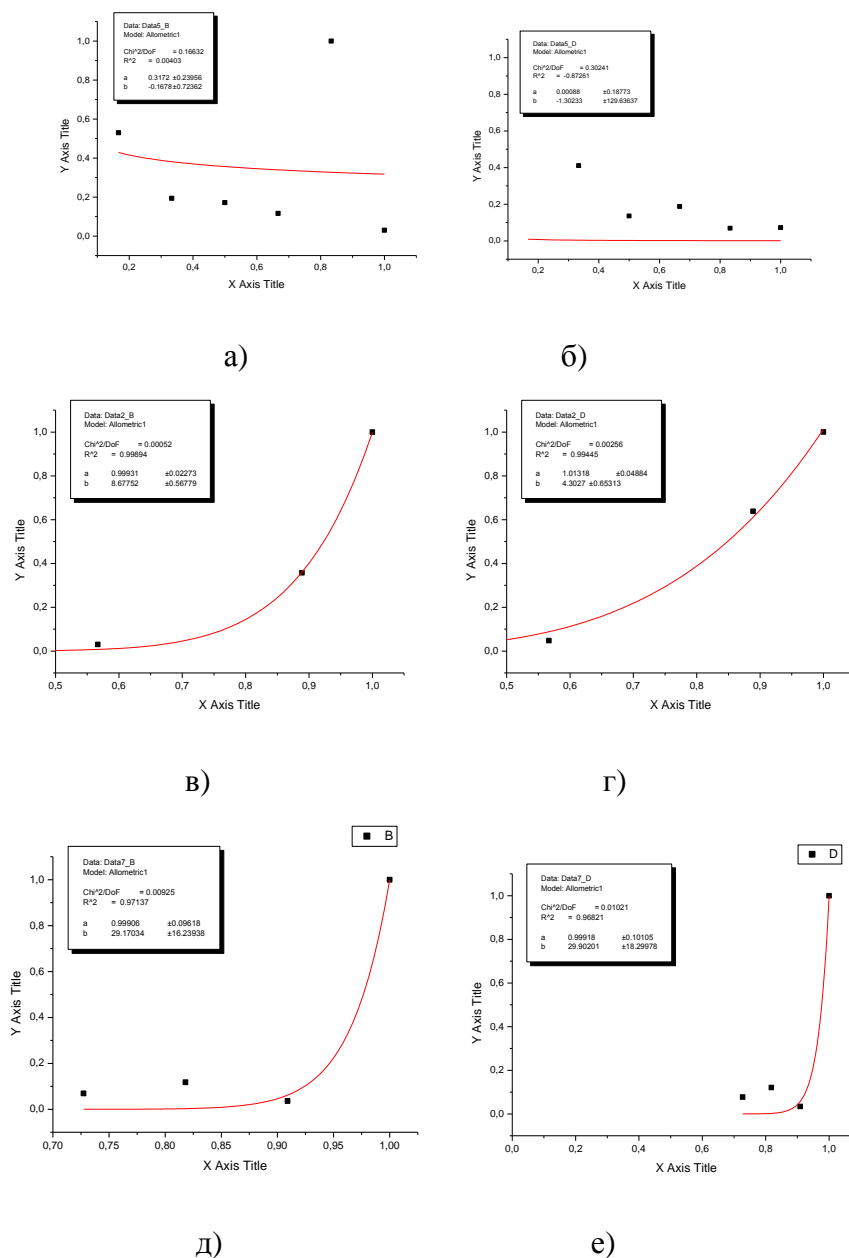 Data: Data5_B
Model: Allometric1
Chi^2/DoF = 0.16632
R^2 = 0.00403
a 0.3172 ±0.23956
b -0.1678 ±0.72362
1,0
0,8
0,6
0,4
0,2
0,0
Y Axis Title
0,2 0,4 0,6 0,8 1,0
X Axis Title
а)
Data: Data5_D
Model: Allometric1
Chi^2/DoF = 0.30241
R^2 = -0.87261
a 0.00088 ±0.18773
b -1.30233 ±129.63637
1,0
0,8
0,6
0,4
0,2
0,0
Y Axis Title
0,2 0,4 0,6 0,8 1,0
X Axis Title
б)
Data: Data2_B
Model: Allometric1
Chi^2/DoF = 0.00052
R^2 = 0.99894
a 0.99931 ±0.02273
b 8.67752 ±0.56779
1,0
0,8
0,6
0,4
0,2
0,0
Y Axis Title
0,5 0,6 0,7 0,8 0,9 1,0
X Axis Title
в)
Data: Data2_D
Model: Allometric1
Chi^2/DoF = 0.00256
R^2 = 0.99445
a 1.01318 ±0.04884
b 4.3027 ±0.65313
1,0
0,8
0,6
0,4
0,2
0,0
Y Axis Title
0,5 0,6 0,7 0,8 0,9 1,0
X Axis Title
г)
B
Data: Data7_B
Model: Allometric1
Chi^2/DoF = 0.00925
R^2 = 0.97137
a 0.99906 ±0.09618
b 29.17034 ±16.23938
1,0
0,8
0,6
0,4
0,2
0,0
Y Axis Title
0,70 0,75 0,80 0,85 0,90 0,95 1,00
X Axis Title
д)
D
Data: Data7_D
Model: Allometric1
Chi^2/DoF = 0.01021
R^2 = 0.96821
a 0.99918 ±0.10105
b 29.90201 ±18.29978
1,0
0,8
0,6
0,4
0,2
0,0
Y Axis Title
0,0 0,2 0,4 0,6 0,8 1,0
X Axis Title
е)